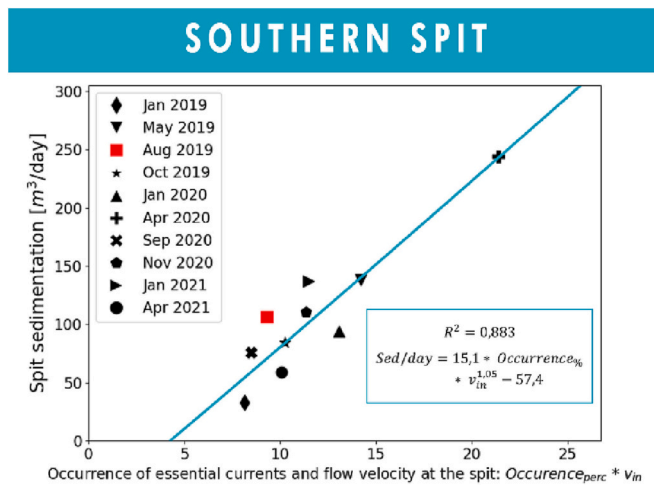 SOUTHERN SPIT
Spit sedimentation [m³/day]
300
250
200
150
100
50
0
Jan 2019
May 2019
Aug 2019
Oct 2019
Jan 2020
Apr 2020
Sep 2020
Nov 2020
Jan 2021
Apr 2021
R² = 0,883
Sed/day = 15,1 * Occurrence%
* v_in^1,05 − 57,4
0 5 10 15 20 25
Occurrence of essential currents and flow velocity at the spit: Occurence_perc * v_in